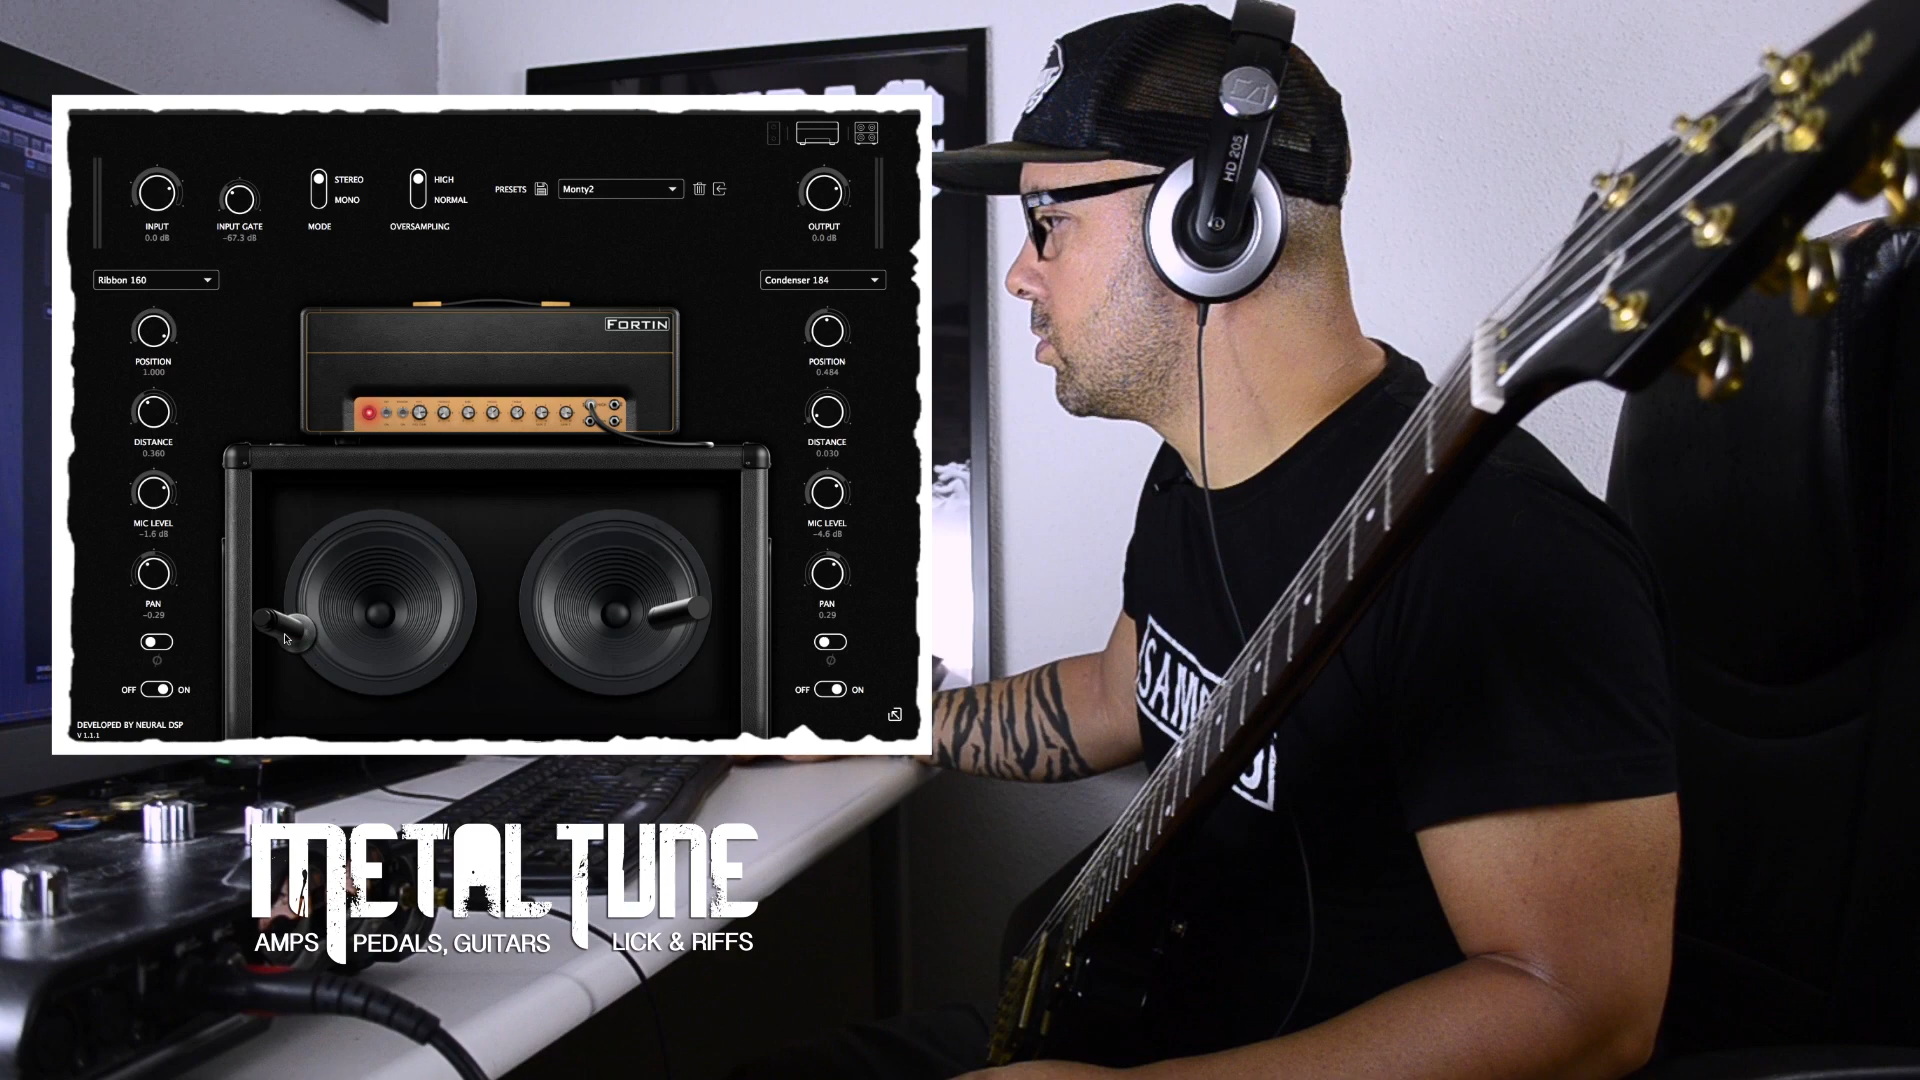 STEREO
MONO
MODE
HIGH
NORMAL
OVERSAMPLING
PRESETS
Monty2
INPUT
0.0 dB
INPUT GATE
-67.3 dB
OUTPUT
0.0 dB
Ribbon 160
Condenser 184
FORTIN
POSITION
1.000
DISTANCE
0.360
MIC LEVEL
-1.6 dB
PAN
-0.29
Ø
OFF ON
POSITION
0.484
DISTANCE
0.030
MIC LEVEL
-4.6 dB
PAN
0.29
Ø
OFF ON
DEVELOPED BY NEURAL DSP
V 1.1.1
HD 205
METALTUNE
AMPS PEDALS, GUITARS LICK & RIFFS